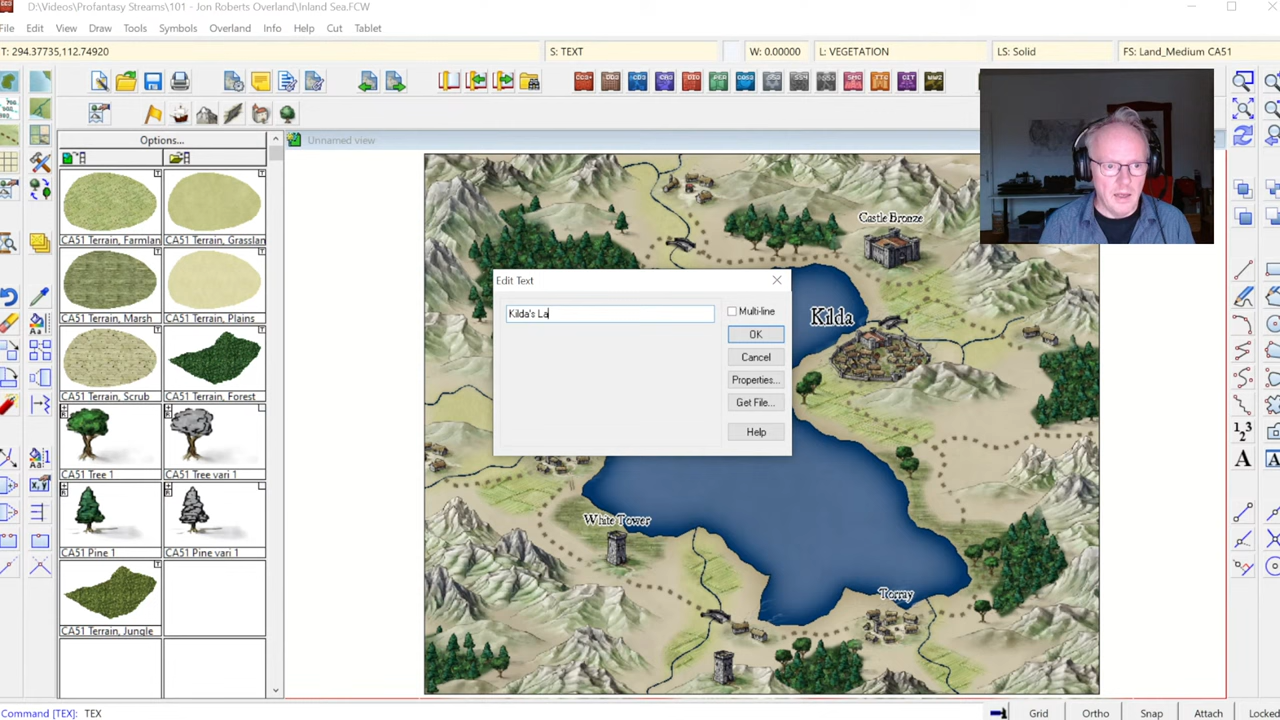 D:\Videos\Profantasy Streams\101 - Jon Roberts Overland\Inland Sea.FCW
File Edit View Draw Tools Symbols Overland Info Help Cut Tablet
T: 294.37735,112.74920 S: TEXT W: 0.00000 L: VEGETATION LS: Solid FS: Land_Medium CA51
Options... Unnamed view
CA51 Terrain, Farmlan CA51 Terrain, Grasslan
CA51 Terrain, Marsh CA51 Terrain, Plains
CA51 Terrain, Scrub CA51 Terrain, Forest
CA51 Tree 1 CA51 Tree vari 1
CA51 Pine 1 CA51 Pine vari 1
CA51 Terrain, Jungle
Castle Bronze
Kilda
White Tower
Torray
Edit Text
Kilda's La
Multi-line
OK
Cancel
Properties...
Get File...
Help
Command [TEX]: TEX
Grid Ortho Snap Attach Locked